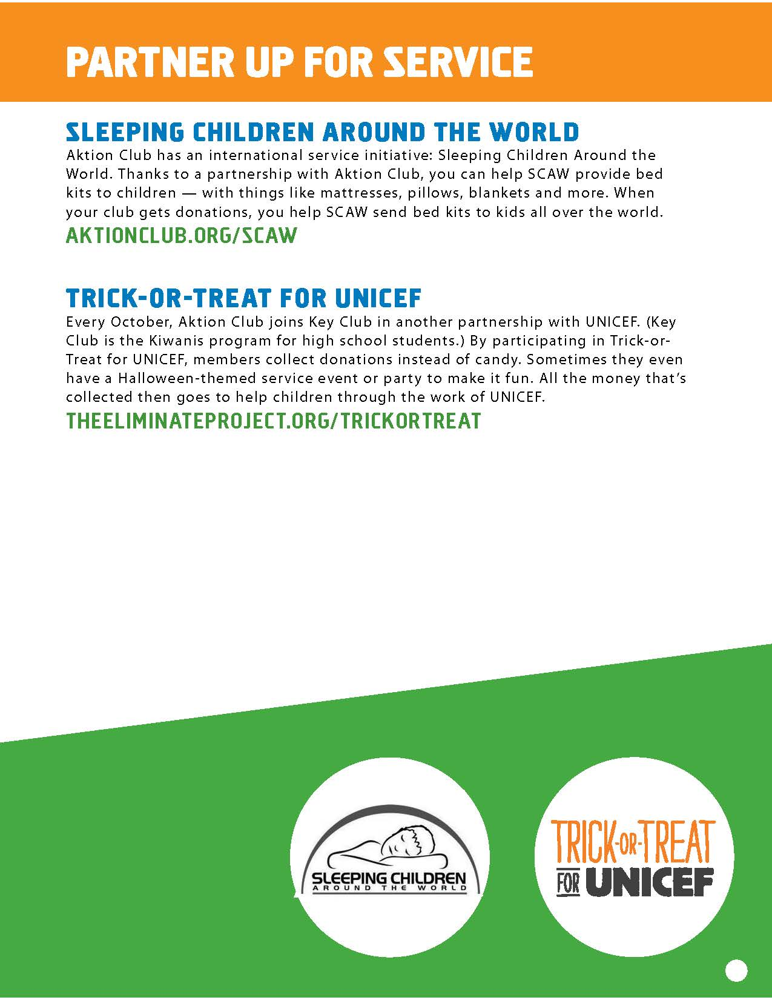 PARTNER UP FOR SERVICE
SLEEPING CHILDREN AROUND THE WORLD
Aktion Club has an international service initiative: Sleeping Children Around the
World. Thanks to a partnership with Aktion Club, you can help SCAW provide bed
kits to children — with things like mattresses, pillows, blankets and more. When
your club gets donations, you help SCAW send bed kits to kids all over the world.
AKTIONCLUB.ORG/SCAW
TRICK-OR-TREAT FOR UNICEF
Every October, Aktion Club joins Key Club in another partnership with UNICEF. (Key
Club is the Kiwanis program for high school students.) By participating in Trick-or-
Treat for UNICEF, members collect donations instead of candy. Sometimes they even
have a Halloween-themed service event or party to make it fun. All the money that’s
collected then goes to help children through the work of UNICEF.
THEELIMINATEPROJECT.ORG/TRICKORTREAT
SLEEPING CHILDREN
AROUND THE WORLD
TRICK-OR-TREAT
FOR UNICEF